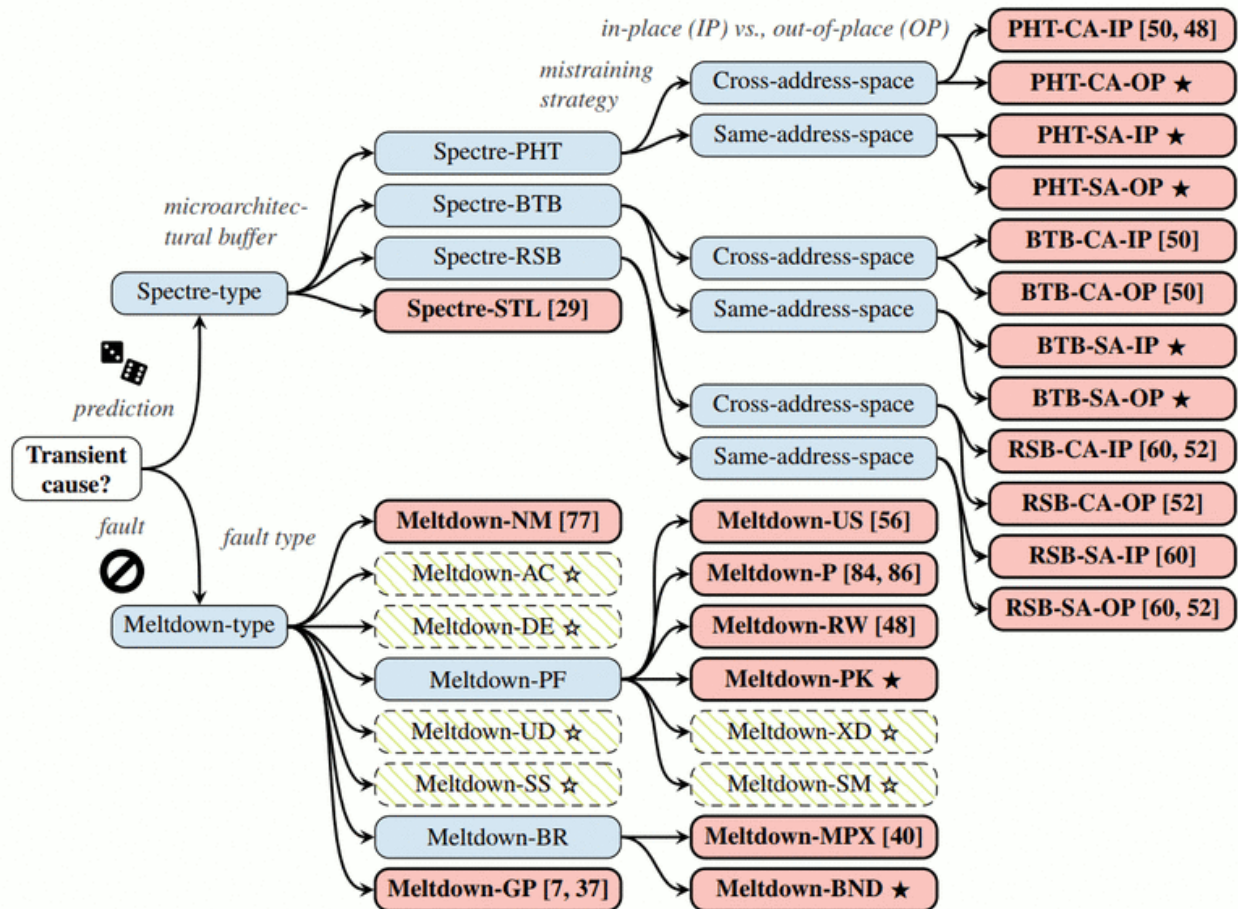 in-place (IP) vs., out-of-place (OP)
PHT-CA-IP [50, 48]
mistraining
strategy
Cross-address-space
PHT-CA-OP ★
Same-address-space
PHT-SA-IP ★
Spectre-PHT
PHT-SA-OP ★
microarchitec-
tural buffer
Spectre-BTB
BTB-CA-IP [50]
Spectre-RSB
Cross-address-space
BTB-CA-OP [50]
Spectre-type
Spectre-STL [29]
Same-address-space
BTB-SA-IP ★
BTB-SA-OP ★
prediction
Cross-address-space
RSB-CA-IP [60, 52]
Transient
cause?
Same-address-space
RSB-CA-OP [52]
fault
fault type
Meltdown-NM [77]
Meltdown-US [56]
RSB-SA-IP [60]
Meltdown-AC ☆
Meltdown-P [84, 86]
RSB-SA-OP [60, 52]
Meltdown-type
Meltdown-DE ☆
Meltdown-RW [48]
Meltdown-PF
Meltdown-PK ★
Meltdown-UD ☆
Meltdown-XD ☆
Meltdown-SS ☆
Meltdown-SM ☆
Meltdown-BR
Meltdown-MPX [40]
Meltdown-GP [7, 37]
Meltdown-BND ★